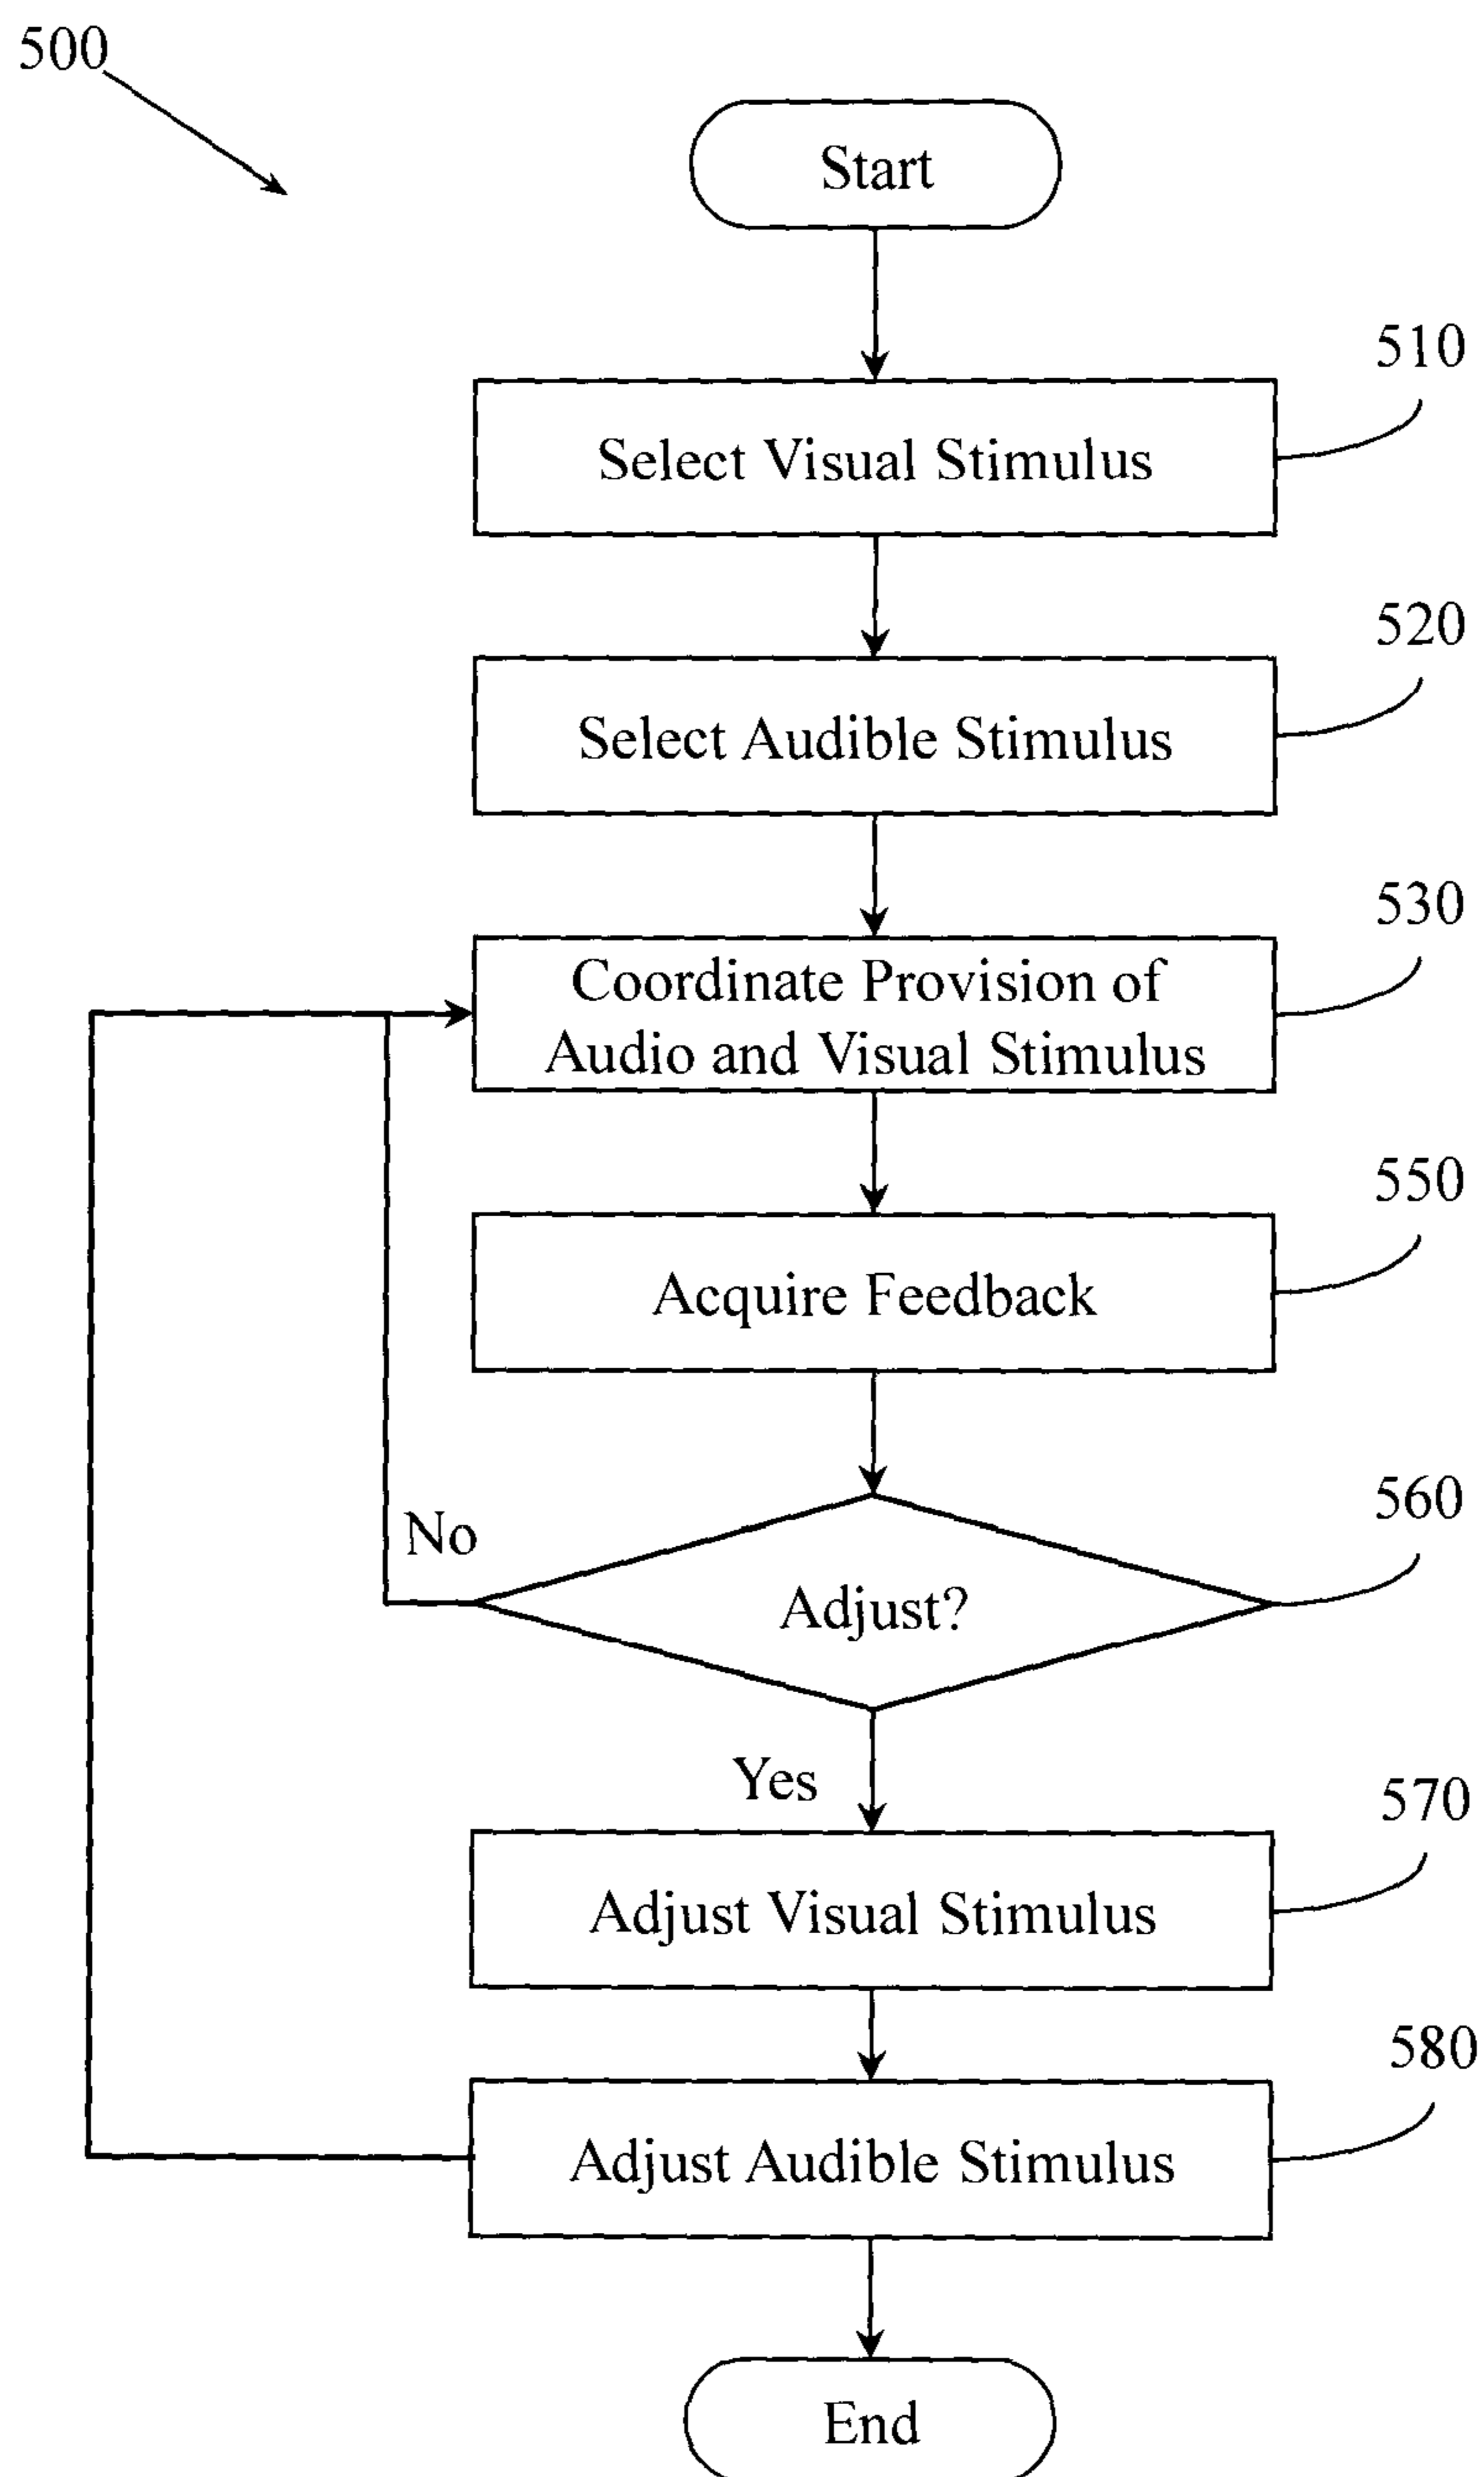 500
Start
510
Select Visual Stimulus
520
Select Audible Stimulus
530
Coordinate Provision of
Audio and Visual Stimulus
550
Acquire Feedback
560
No
Adjust?
Yes
570
Adjust Visual Stimulus
580
Adjust Audible Stimulus
End